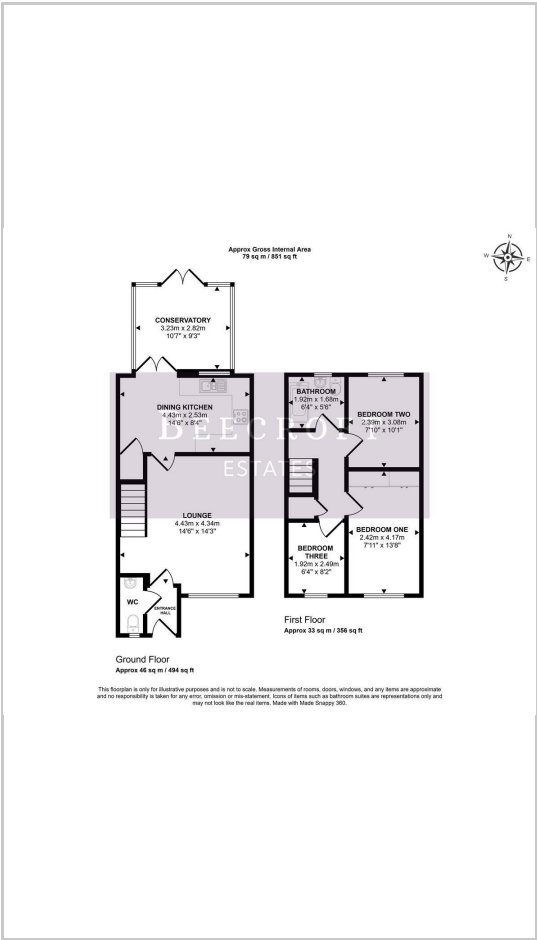 Approx Gross Internal Area
79 sq m / 851 sq ft
N
W
E
S
CONSERVATORY
3.23m x 2.82m
10'7" x 9'3"
DINING KITCHEN
4.43m x 2.53m
14'6" x 8'4"
BATHROOM
1.92m x 1.68m
6'4" x 5'6"
BEDROOM TWO
2.39m x 3.08m
7'10" x 10'1"
BEECROFT
ESTATES
LOUNGE
4.43m x 4.34m
14'6" x 14'3"
BEDROOM ONE
2.42m x 4.17m
7'11" x 13'8"
BEDROOM
THREE
1.92m x 2.49m
6'4" x 8'2"
WC
ENTRANCE
HALL
First Floor
Approx 33 sq m / 356 sq ft
Ground Floor
Approx 46 sq m / 494 sq ft
This floorplan is only for illustrative purposes and is not to scale. Measurements of rooms, doors, windows, and any items are approximate
and no responsibility is taken for any error, omission or mis-statement. Icons of items such as bathroom suites are representations only and
may not look like the real items. Made with Made Snappy 360.